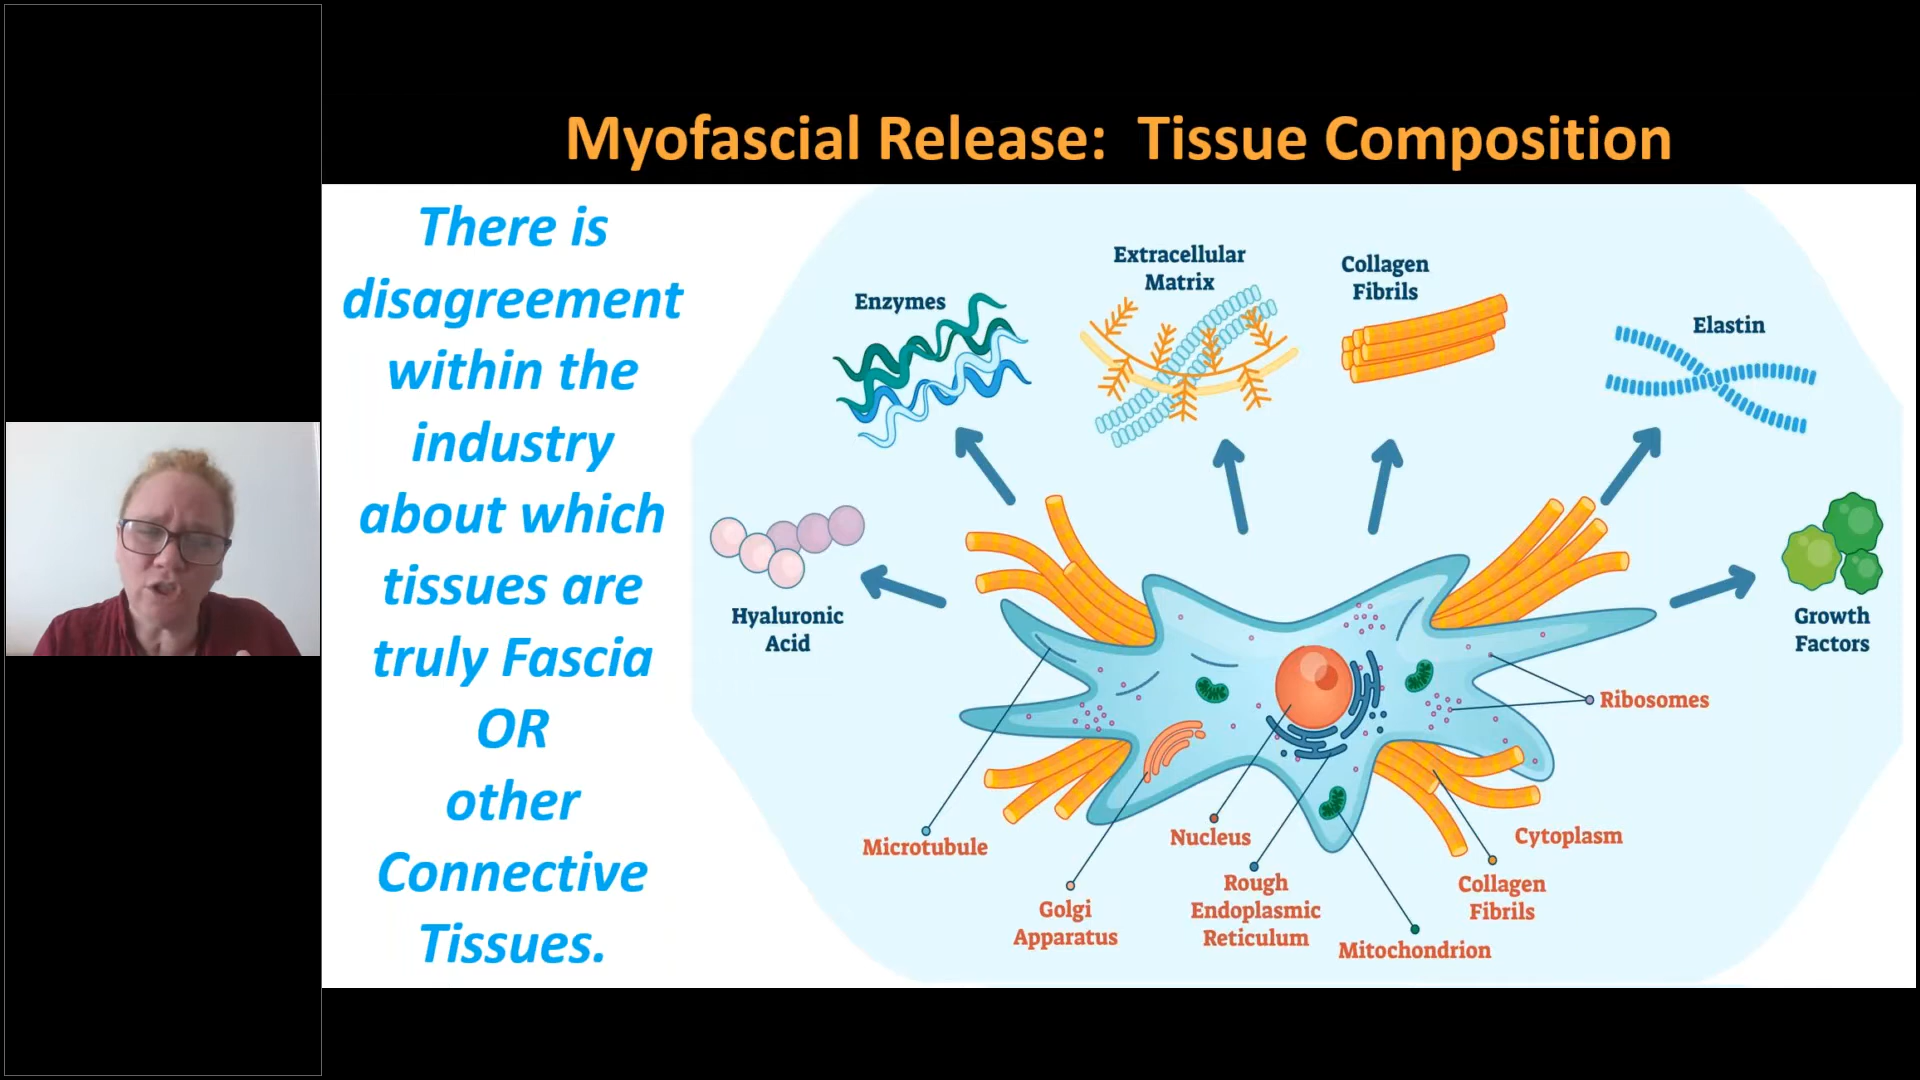 Myofascial Release: Tissue Composition
There is
disagreement
within the
industry
about which
tissues are
truly Fascia
OR
other
Connective
Tissues.
Enzymes
Extracellular
Matrix
Collagen
Fibrils
Elastin
Hyaluronic
Acid
Growth
Factors
Ribosomes
Microtubule
Golgi
Apparatus
Nucleus
Rough
Endoplasmic
Reticulum
Mitochondrion
Collagen
Fibrils
Cytoplasm